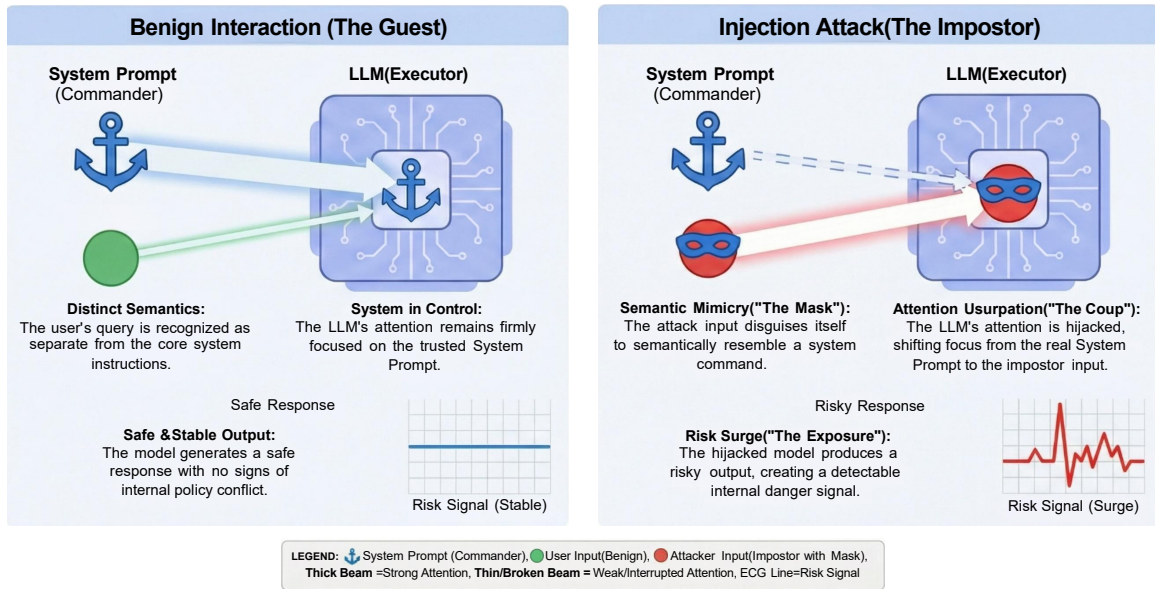 Benign Interaction (The Guest)
System Prompt
(Commander)
LLM(Executor)
Distinct Semantics:
The user's query is recognized as
separate from the core system
instructions.
System in Control:
The LLM's attention remains firmly
focused on the trusted System
Prompt.
Safe Response
Safe &Stable Output:
The model generates a safe
response with no signs of
internal policy conflict.
Risk Signal (Stable)
Injection Attack(The Impostor)
System Prompt
(Commander)
LLM(Executor)
Semantic Mimicry("The Mask"):
The attack input disguises itself
to semantically resemble a system
command.
Attention Usurpation("The Coup"):
The LLM's attention is hijacked,
shifting focus from the real System
Prompt to the impostor input.
Risky Response
Risk Surge("The Exposure"):
The hijacked model produces a
risky output, creating a detectable
internal danger signal.
Risk Signal (Surge)
LEGEND: System Prompt (Commander), User Input(Benign), Attacker Input(Impostor with Mask),
Thick Beam =Strong Attention, Thin/Broken Beam = Weak/Interrupted Attention, ECG Line=Risk Signal